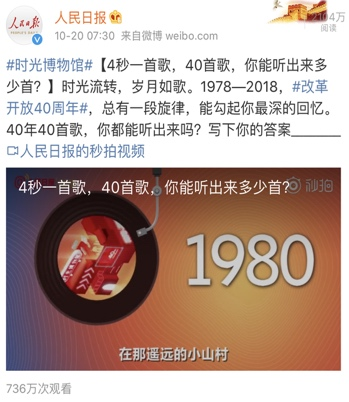 人民日报
10-20 07:30 来自微博 weibo.com
阅读
#时光博物馆#【4秒一首歌，40首歌，你能听出来多
少首？】时光流转，岁月如歌。1978—2018，#改革
开放40周年#，总有一段旋律，能勾起你最深的回忆。
40年40首歌，你都能听出来吗？写下你的答案________
人民日报的秒拍视频
4秒一首歌，40首歌，你能听出来多少首？
秒拍
1980
在那遥远的小山村
736万次观看